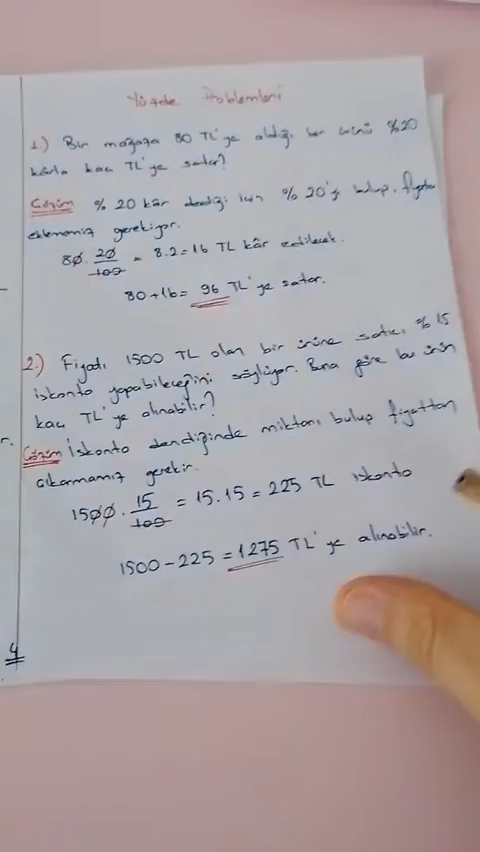 Yüzde Problemleri
1.) Bir mağaza 80 TL'ye aldığı bir ürünü %20
kârla kaç TL'ye satar?
Çözüm % 20 kâr dendiği için % 20'yi bulup, fiyata
eklememiz gerekiyor.
80 . 20/100 = 8.2 = 16 TL kâr edilecek.
80+16 = 96 TL'ye satar.
2.) Fiyatı 1500 TL olan bir ürüne satıcı %15
iskonto yapabileceğini söylüyor. Buna göre bu ürün
kaç TL'ye alınabilir?
Çözüm İskonto dendiğinde miktarı bulup fiyattan
çıkarmamız gerekir.
1500 . 15/100 = 15.15 = 225 TL iskonto
1500 - 225 = 1275 TL'ye alınabilir.
4